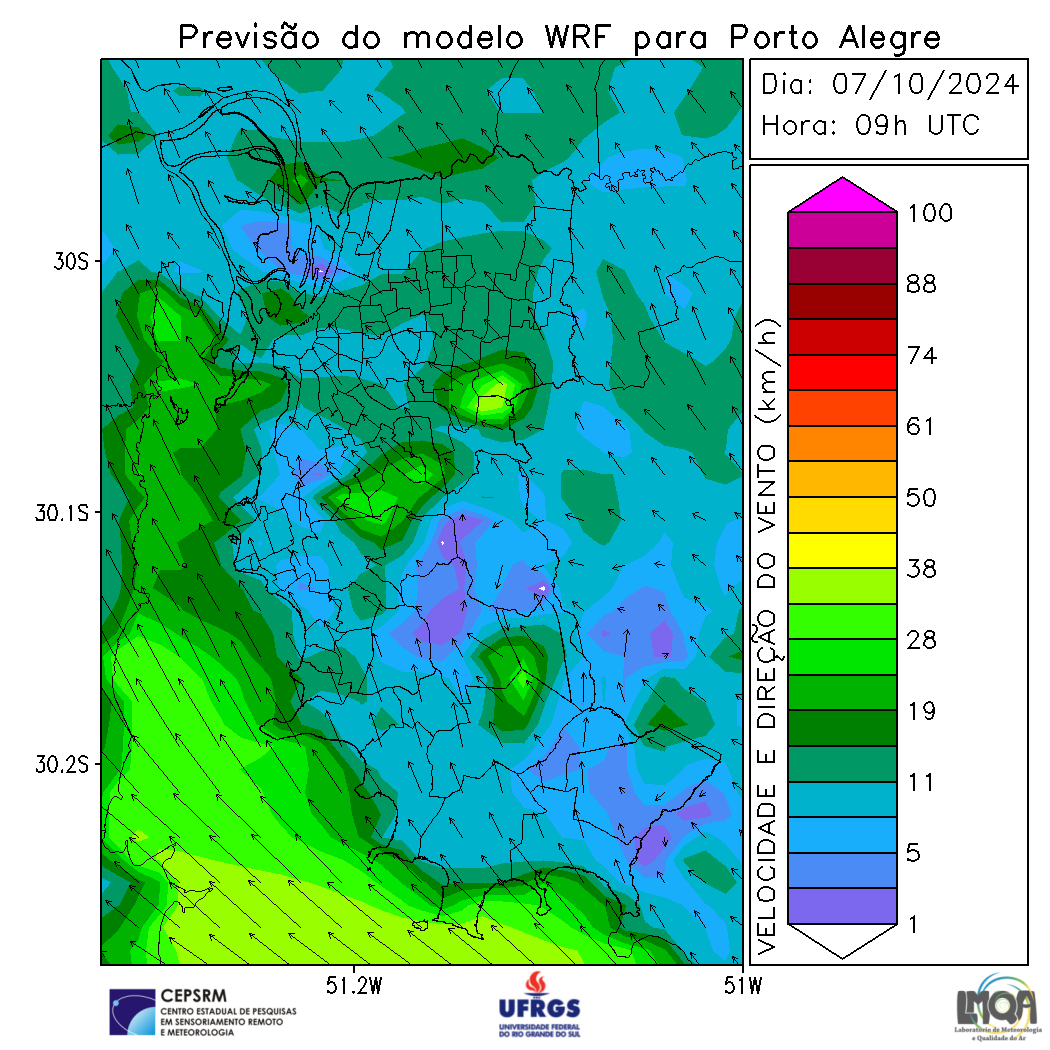 Previsão do modelo WRF para Porto Alegre
Dia: 07/10/2024
Hora: 09h UTC
30S
30.1S
30.2S
51.2W
51W
VELOCIDADE E DIREÇÃO DO VENTO (km/h)
100
88
74
61
50
38
28
19
11
5
1
CEPSRM
CENTRO ESTADUAL DE PESQUISAS
EM SENSORIAMENTO REMOTO
E METEOROLOGIA
UFRGS
UNIVERSIDADE FEDERAL
DO RIO GRANDE DO SUL
LMQA
Laboratório de Meteorologia
e Qualidade do Ar